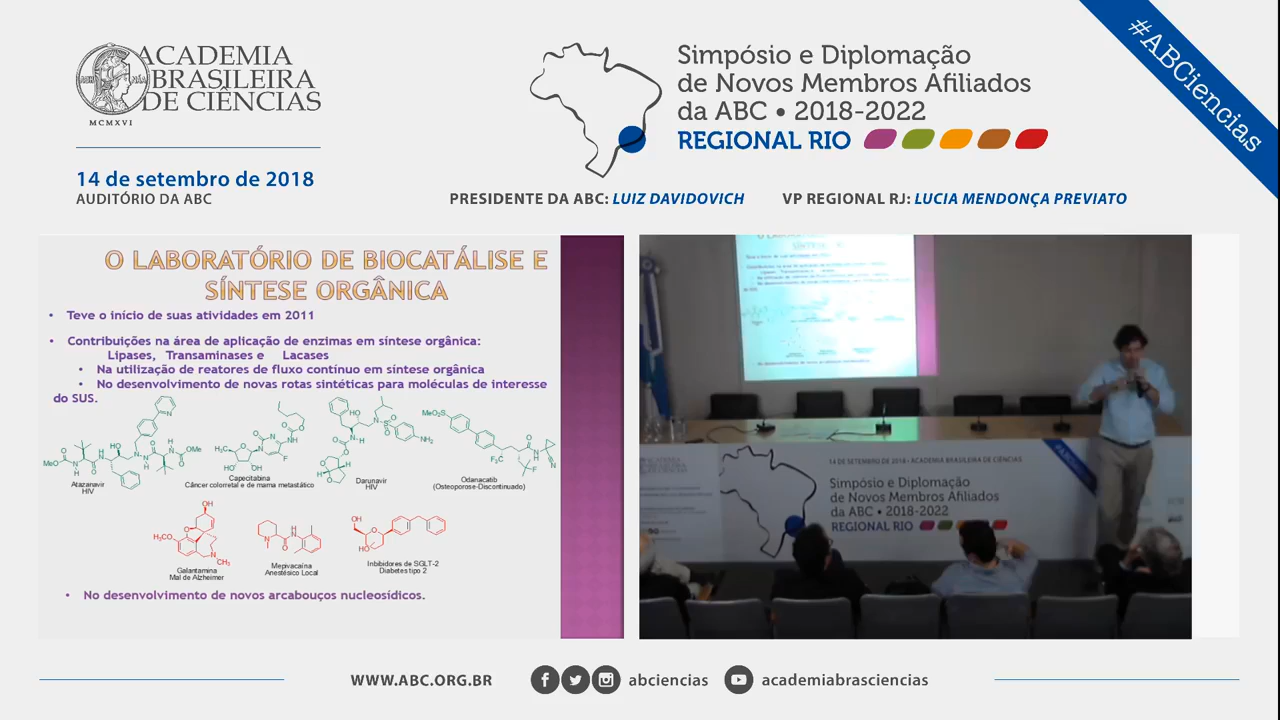 ACADEMIA
BRASILEIRA
DE CIÊNCIAS
MCMXVI
14 de setembro de 2018
AUDITÓRIO DA ABC
Simpósio e Diplomação
de Novos Membros Afiliados
da ABC • 2018-2022
REGIONAL RIO
#ABCiencias
PRESIDENTE DA ABC: LUIZ DAVIDOVICH VP REGIONAL RJ: LUCIA MENDONÇA PREVIATO
O LABORATÓRIO DE BIOCATÁLISE E
SÍNTESE ORGÂNICA
• Teve o início de suas atividades em 2011
• Contribuições na área de aplicação de enzimas em síntese orgânica:
Lipases, Transaminases e Lacases
• Na utilização de reatores de fluxo contínuo em síntese orgânica
• No desenvolvimento de novas rotas sintéticas para moléculas de interesse
do SUS.
Atazanavir
HIV
Capecitabina
Câncer colorretal e de mama metastático
Darunavir
HIV
Odanacatib
(Osteoporose-Discontinuado)
Galantamina
Mal de Alzheimer
Mepivacaína
Anestésico Local
Inbibidores de SGLT-2
Diabetes tipo 2
• No desenvolvimento de novos arcabouços nucleosídicos.
14 DE SETEMBRO DE 2018 • ACADEMIA BRASILEIRA DE CIÊNCIAS
Simpósio e Diplomação
de Novos Membros Afiliados
da ABC • 2018-2022
REGIONAL RIO
WWW.ABC.ORG.BR
abciencias
academiabrasciencias